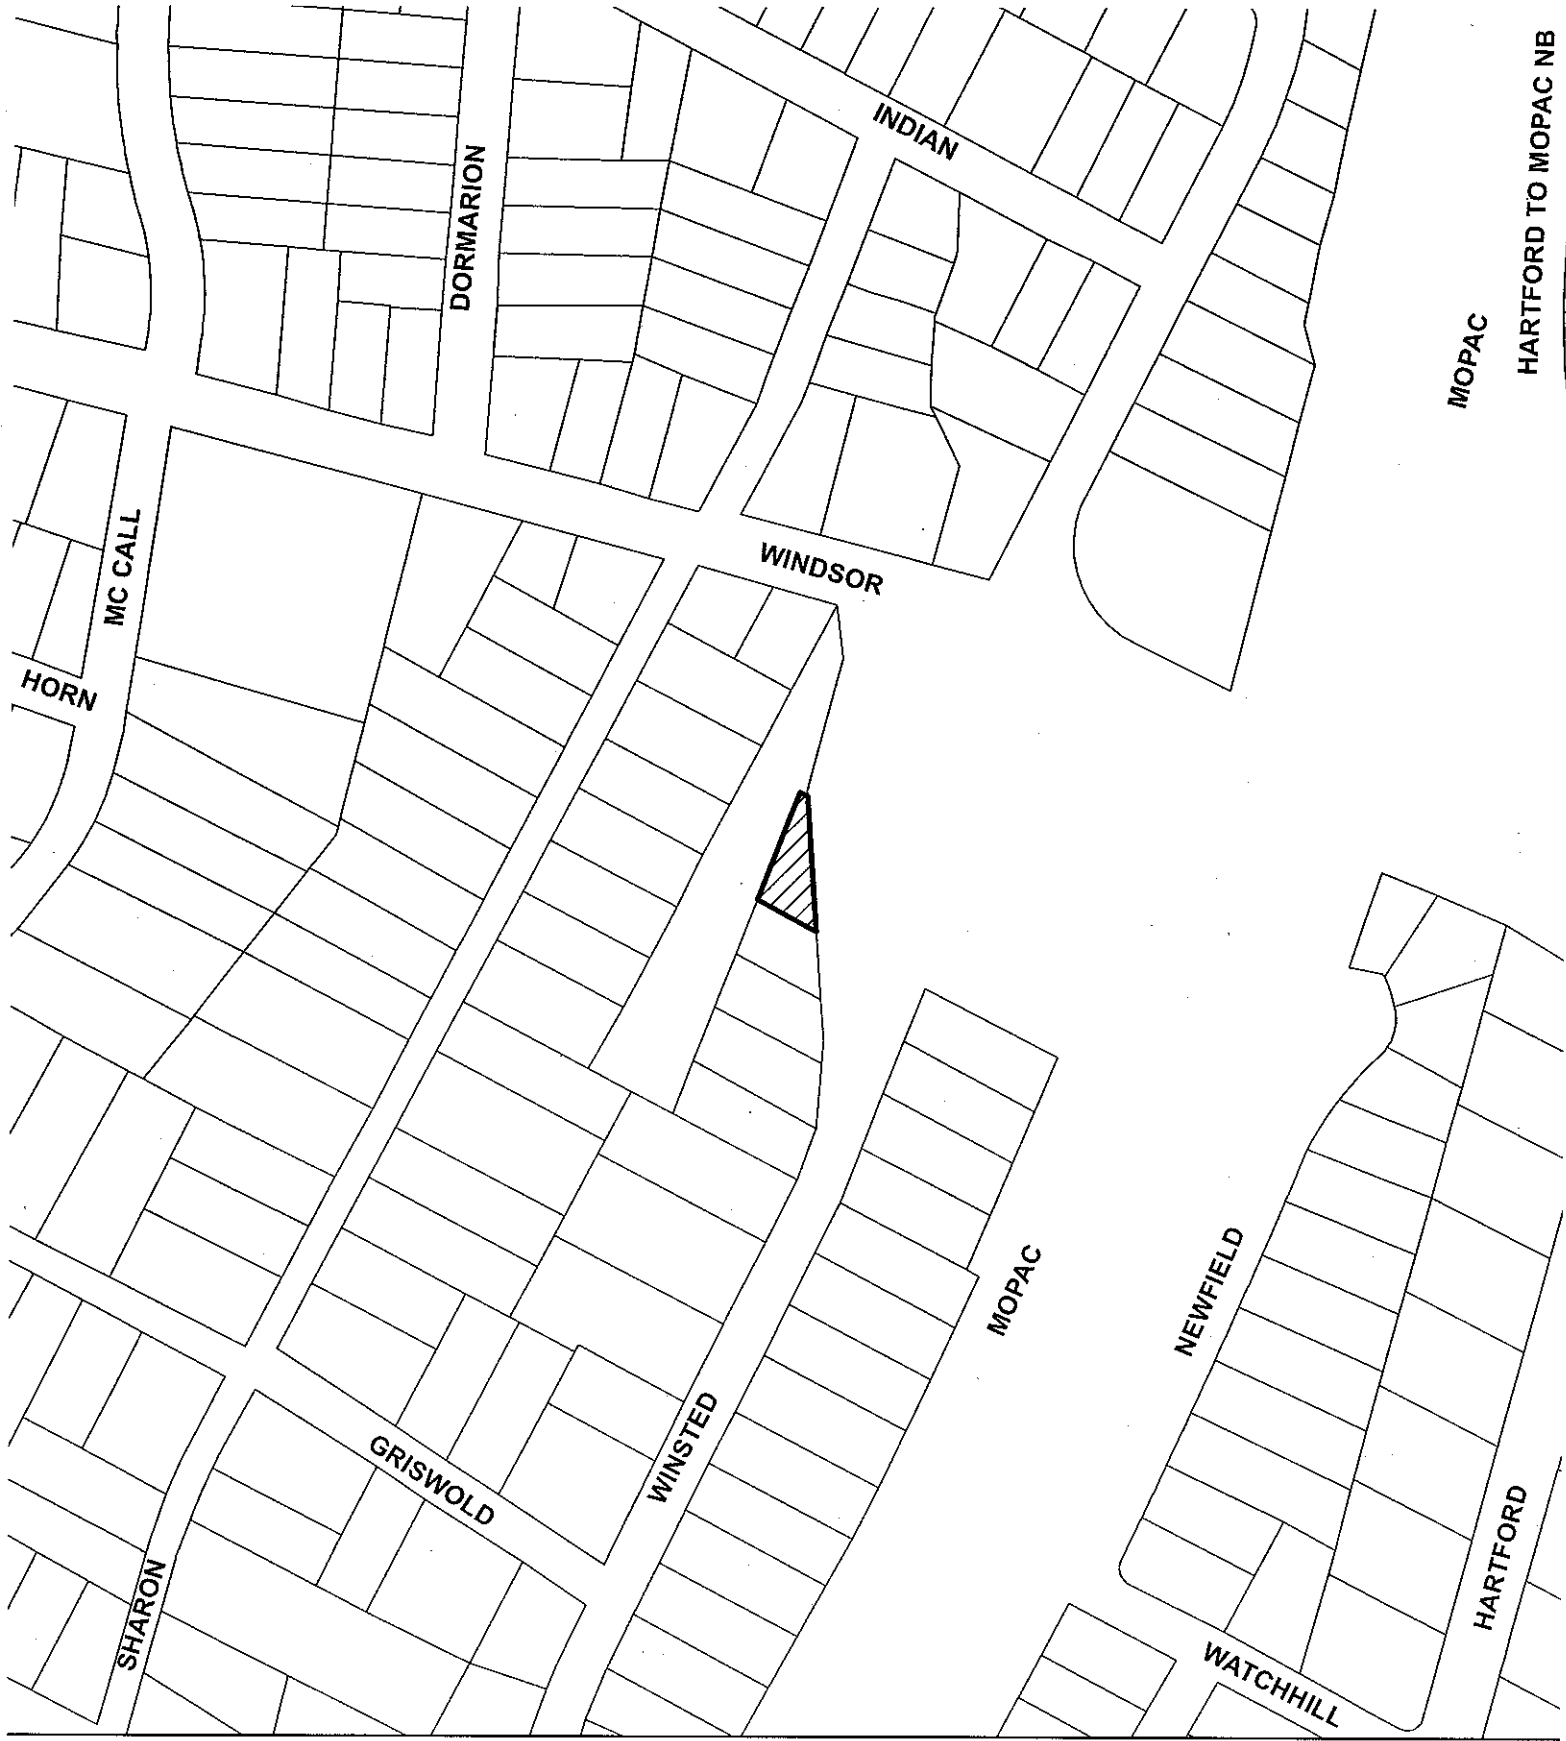 HARTFORD TO MOPAC NB
INDIAN
DORMARION
MOPAC
MC CALL
WINDSOR
HORN
MOPAC
NEWFIELD
WINSTED
GRISWOLD
HARTFORD
SHARON
WATCHHILL